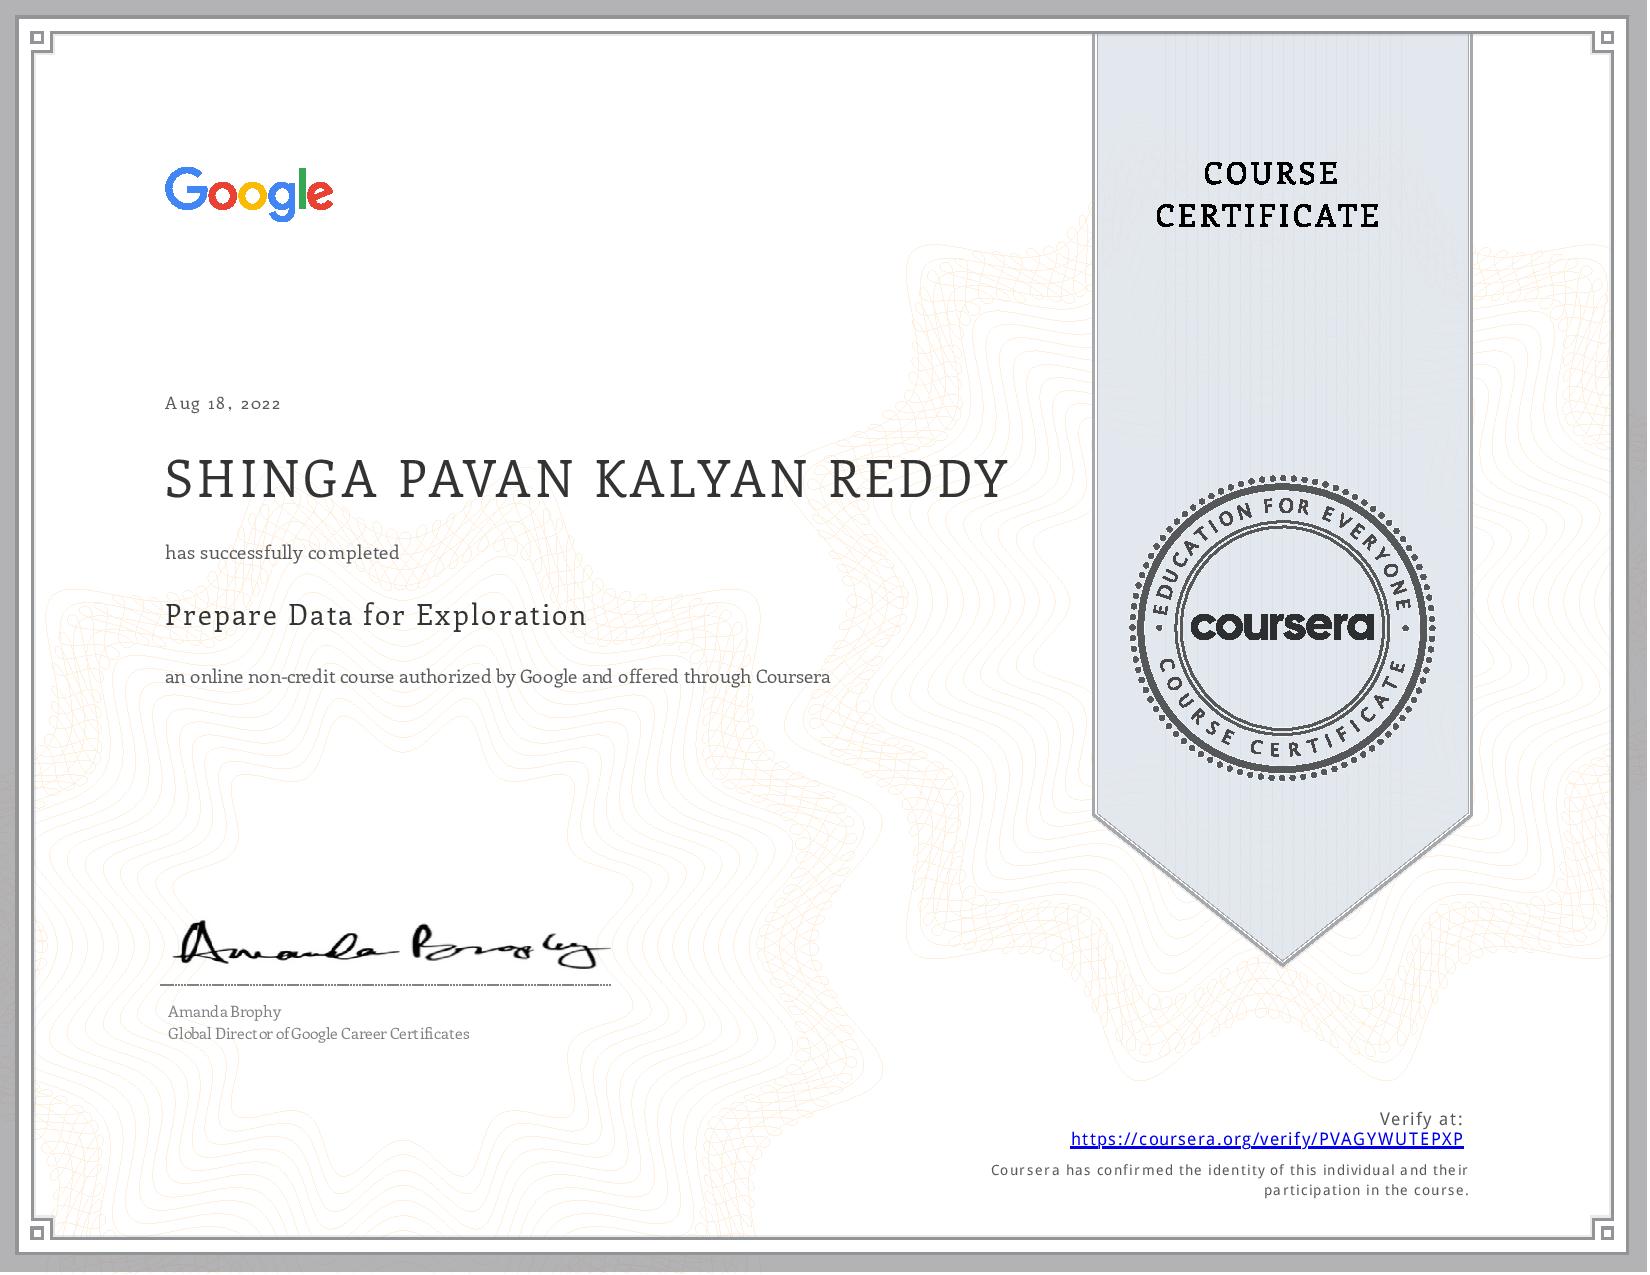 Google
COURSE
CERTIFICATE
Aug 18, 2022
SHINGA PAVAN KALYAN REDDY
has successfully completed
Prepare Data for Exploration
an online non-credit course authorized by Google and offered through Coursera
EDUCATION FOR EVERYONE
coursera
COURSE CERTIFICATE
Amanda Brophy
Amanda Brophy
Global Director of Google Career Certificates
Verify at:
https://coursera.org/verify/PVAGYWUTEPXP
Coursera has confirmed the identity of this individual and their
participation in the course.